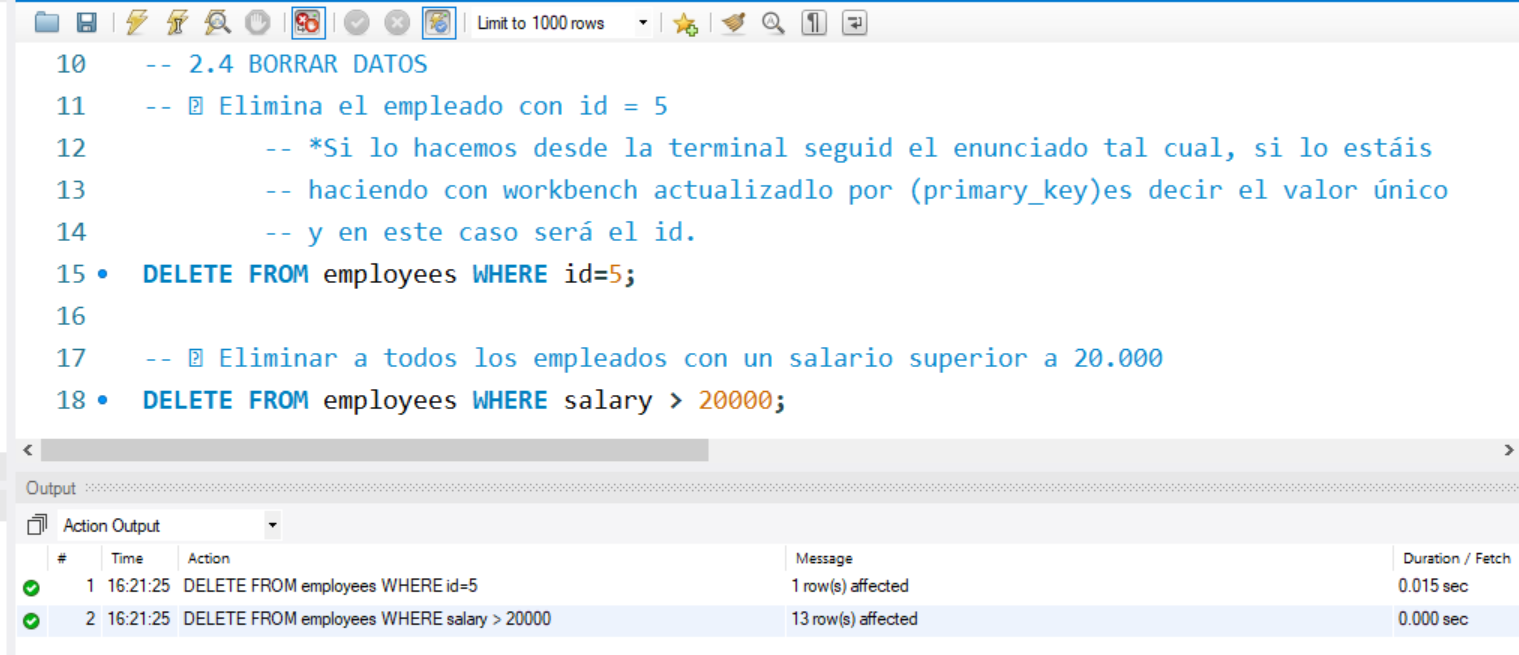 Limit to 1000 rows
10 -- 2.4 BORRAR DATOS
11 -- Elimina el empleado con id = 5
12 -- *Si lo hacemos desde la terminal seguid el enunciado tal cual, si lo estáis
13 -- haciendo con workbench actualizadlo por (primary_key)es decir el valor único
14 -- y en este caso será el id.
15 DELETE FROM employees WHERE id=5;
16
17 -- Eliminar a todos los empleados con un salario superior a 20.000
18 DELETE FROM employees WHERE salary > 20000;
Output
Action Output
# Time Action Message Duration / Fetch
1 16:21:25 DELETE FROM employees WHERE id=5 1 row(s) affected 0.015 sec
2 16:21:25 DELETE FROM employees WHERE salary > 20000 13 row(s) affected 0.000 sec